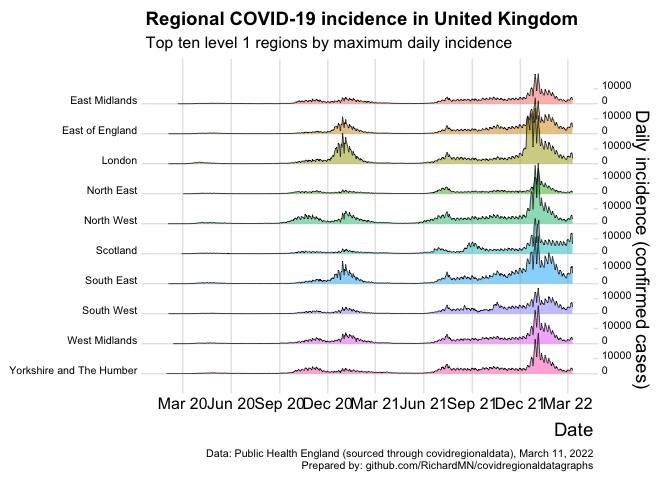 Regional COVID-19 incidence in United Kingdom
Top ten level 1 regions by maximum daily incidence
East Midlands
East of England
London
North East
North West
Scotland
South East
South West
West Midlands
Yorkshire and The Humber
10000
0
10000
0
10000
0
10000
0
10000
0
10000
0
10000
0
10000
0
10000
0
10000
0
Daily incidence (confirmed cases)
Mar 20 Jun 20 Sep 20 Dec 20 Mar 21 Jun 21 Sep 21 Dec 21 Mar 22
Date
Data: Public Health England (sourced through covidregionaldata), March 11, 2022
Prepared by: github.com/RichardMN/covidregionaldatagraphs